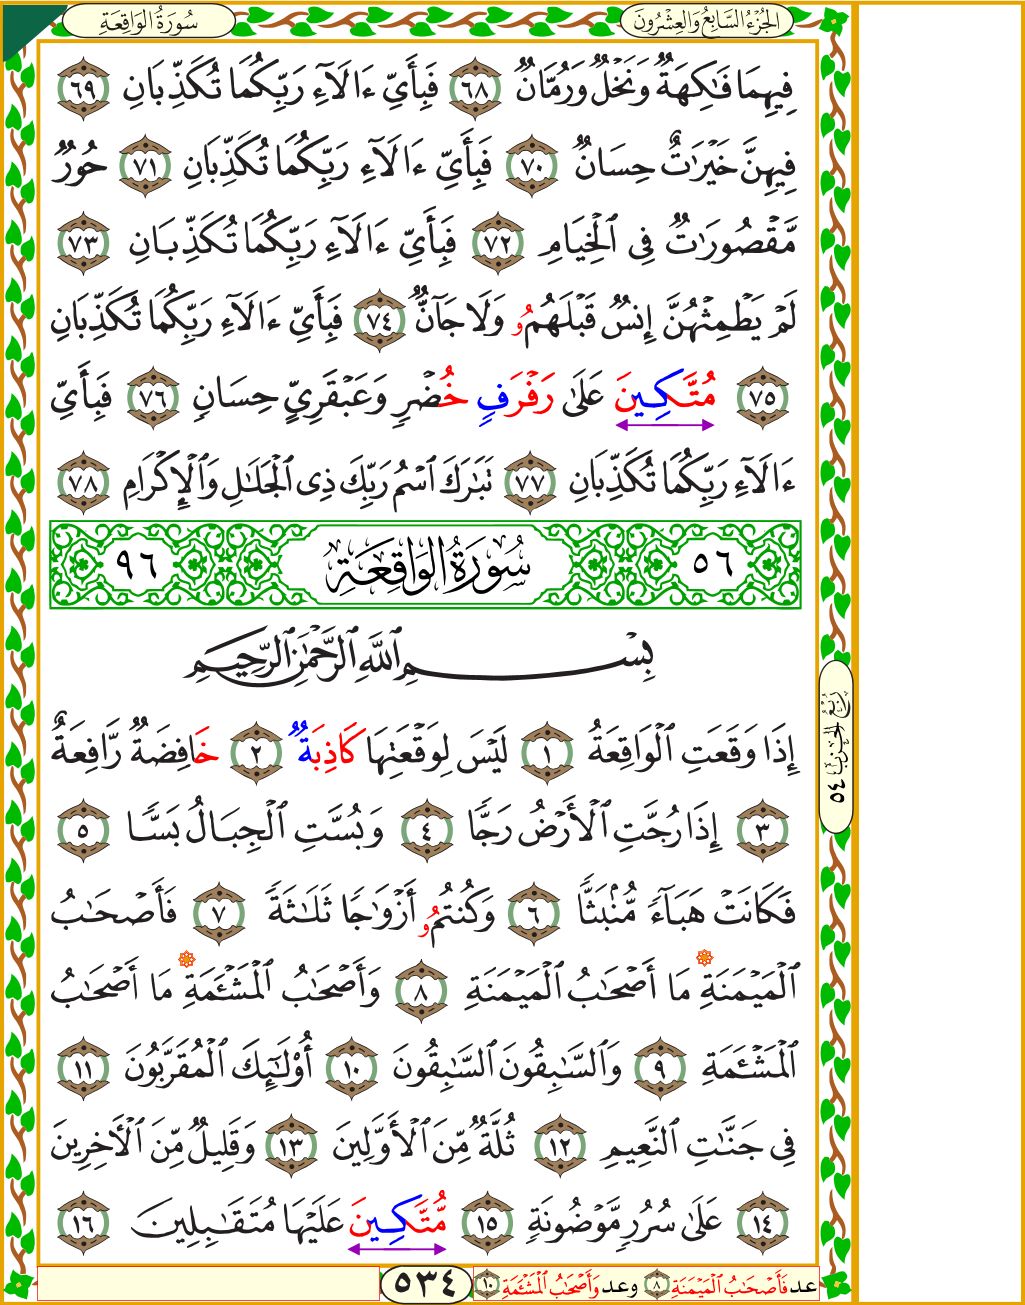 الجُزْءُ السَّابِعُ وَالعِشْرُونَ
سُورَةُ الوَاقِعَةِ
فِيهِمَا فَٰكِهَةٌ وَنَخْلٌ وَرُمَّانٌ ٦٨ فَبِأَيِّ ءَالَآءِ رَبِّكُمَا تُكَذِّبَانِ ٦٩
فِيهِنَّ خَيْرَٰتٌ حِسَانٌ ٧٠ فَبِأَيِّ ءَالَآءِ رَبِّكُمَا تُكَذِّبَانِ ٧١ حُورٌ
مَّقْصُورَٰتٌ فِي ٱلْخِيَامِ ٧٢ فَبِأَيِّ ءَالَآءِ رَبِّكُمَا تُكَذِّبَانِ ٧٣
لَمْ يَطْمِثْهُنَّ إِنسٌ قَبْلَهُمُو وَلَا جَآنٌّ ٧٤ فَبِأَيِّ ءَالَآءِ رَبِّكُمَا تُكَذِّبَانِ
٧٥ مُتَّكِينَ عَلَىٰ رَفْرَفٍ خُضْرٍ وَعَبْقَرِيٍّ حِسَانٍ ٧٦ فَبِأَيِّ
ءَالَآءِ رَبِّكُمَا تُكَذِّبَانِ ٧٧ تَبَٰرَكَ ٱسْمُ رَبِّكَ ذِي ٱلْجَلَٰلِ وَٱلْإِكْرَامِ ٧٨
٥٦ سُورَةُ الوَاقِعَةِ ٩٦
بِسْمِ ٱللَّهِ ٱلرَّحْمَٰنِ ٱلرَّحِيمِ
إِذَا وَقَعَتِ ٱلْوَاقِعَةُ ١ لَيْسَ لِوَقْعَتِهَا كَاذِبَةٌ ٢ خَافِضَةٌ رَّافِعَةٌ
٣ إِذَا رُجَّتِ ٱلْأَرْضُ رَجًّا ٤ وَبُسَّتِ ٱلْجِبَالُ بَسًّا ٥
فَكَانَتْ هَبَآءً مُّنۢبَثًّا ٦ وَكُنتُمُو أَزْوَٰجًا ثَلَٰثَةً ٧ فَأَصْحَٰبُ
ٱلْمَيْمَنَةِ مَا أَصْحَٰبُ ٱلْمَيْمَنَةِ ٨ وَأَصْحَٰبُ ٱلْمَشْـَٔمَةِ مَا أَصْحَٰبُ
ٱلْمَشْـَٔمَةِ ٩ وَٱلسَّٰبِقُونَ ٱلسَّٰبِقُونَ ١٠ أُوْلَٰٓئِكَ ٱلْمُقَرَّبُونَ ١١
فِي جَنَّٰتِ ٱلنَّعِيمِ ١٢ ثُلَّةٌ مِّنَ ٱلْأَوَّلِينَ ١٣ وَقَلِيلٌ مِّنَ ٱلْأٓخِرِينَ
١٤ عَلَىٰ سُرُرٍ مَّوْضُونَةٍ ١٥ مُّتَّكِينَ عَلَيْهَا مُتَقَٰبِلِينَ ١٦
رُبْعُ الحِزْبِ ٥٤
عد فَأَصْحَٰبُ ٱلْمَيْمَنَةِ ٨ وعد وَأَصْحَٰبُ ٱلْمَشْـَٔمَةِ ١٠
٥٣٤